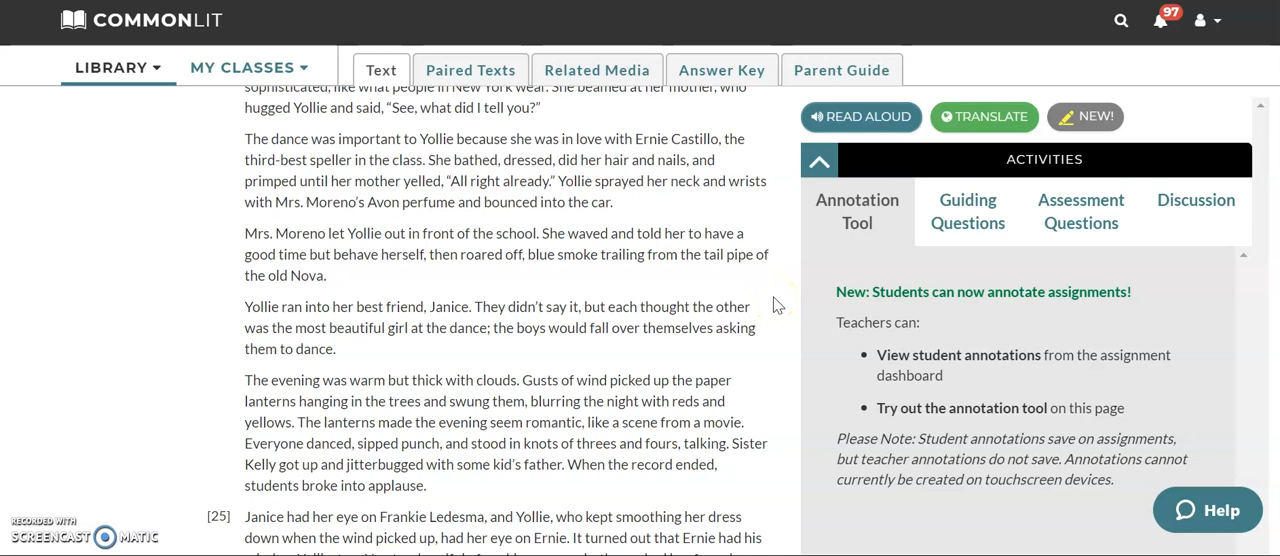 COMMONLIT
97
LIBRARY
MY CLASSES
Text
Paired Texts
Related Media
Answer Key
Parent Guide
sophisticated, like what people in New York wear. She beamed at her mother, who
hugged Yollie and said, “See, what did I tell you?”
The dance was important to Yollie because she was in love with Ernie Castillo, the
third-best speller in the class. She bathed, dressed, did her hair and nails, and
primped until her mother yelled, “All right already.” Yollie sprayed her neck and wrists
with Mrs. Moreno’s Avon perfume and bounced into the car.
Mrs. Moreno let Yollie out in front of the school. She waved and told her to have a
good time but behave herself, then roared off, blue smoke trailing from the tail pipe of
the old Nova.
Yollie ran into her best friend, Janice. They didn’t say it, but each thought the other
was the most beautiful girl at the dance; the boys would fall over themselves asking
them to dance.
The evening was warm but thick with clouds. Gusts of wind picked up the paper
lanterns hanging in the trees and swung them, blurring the night with reds and
yellows. The lanterns made the evening seem romantic, like a scene from a movie.
Everyone danced, sipped punch, and stood in knots of threes and fours, talking. Sister
Kelly got up and jitterbugged with some kid’s father. When the record ended,
students broke into applause.
[25] Janice had her eye on Frankie Ledesma, and Yollie, who kept smoothing her dress
down when the wind picked up, had her eye on Ernie. It turned out that Ernie had his
READ ALOUD
TRANSLATE
NEW!
ACTIVITIES
Annotation
Tool
Guiding
Questions
Assessment
Questions
Discussion
New: Students can now annotate assignments!
Teachers can:
• View student annotations from the assignment
dashboard
• Try out the annotation tool on this page
Please Note: Student annotations save on assignments,
but teacher annotations do not save. Annotations cannot
currently be created on touchscreen devices.
Help
RECORDED WITH
SCREENCAST MATIC